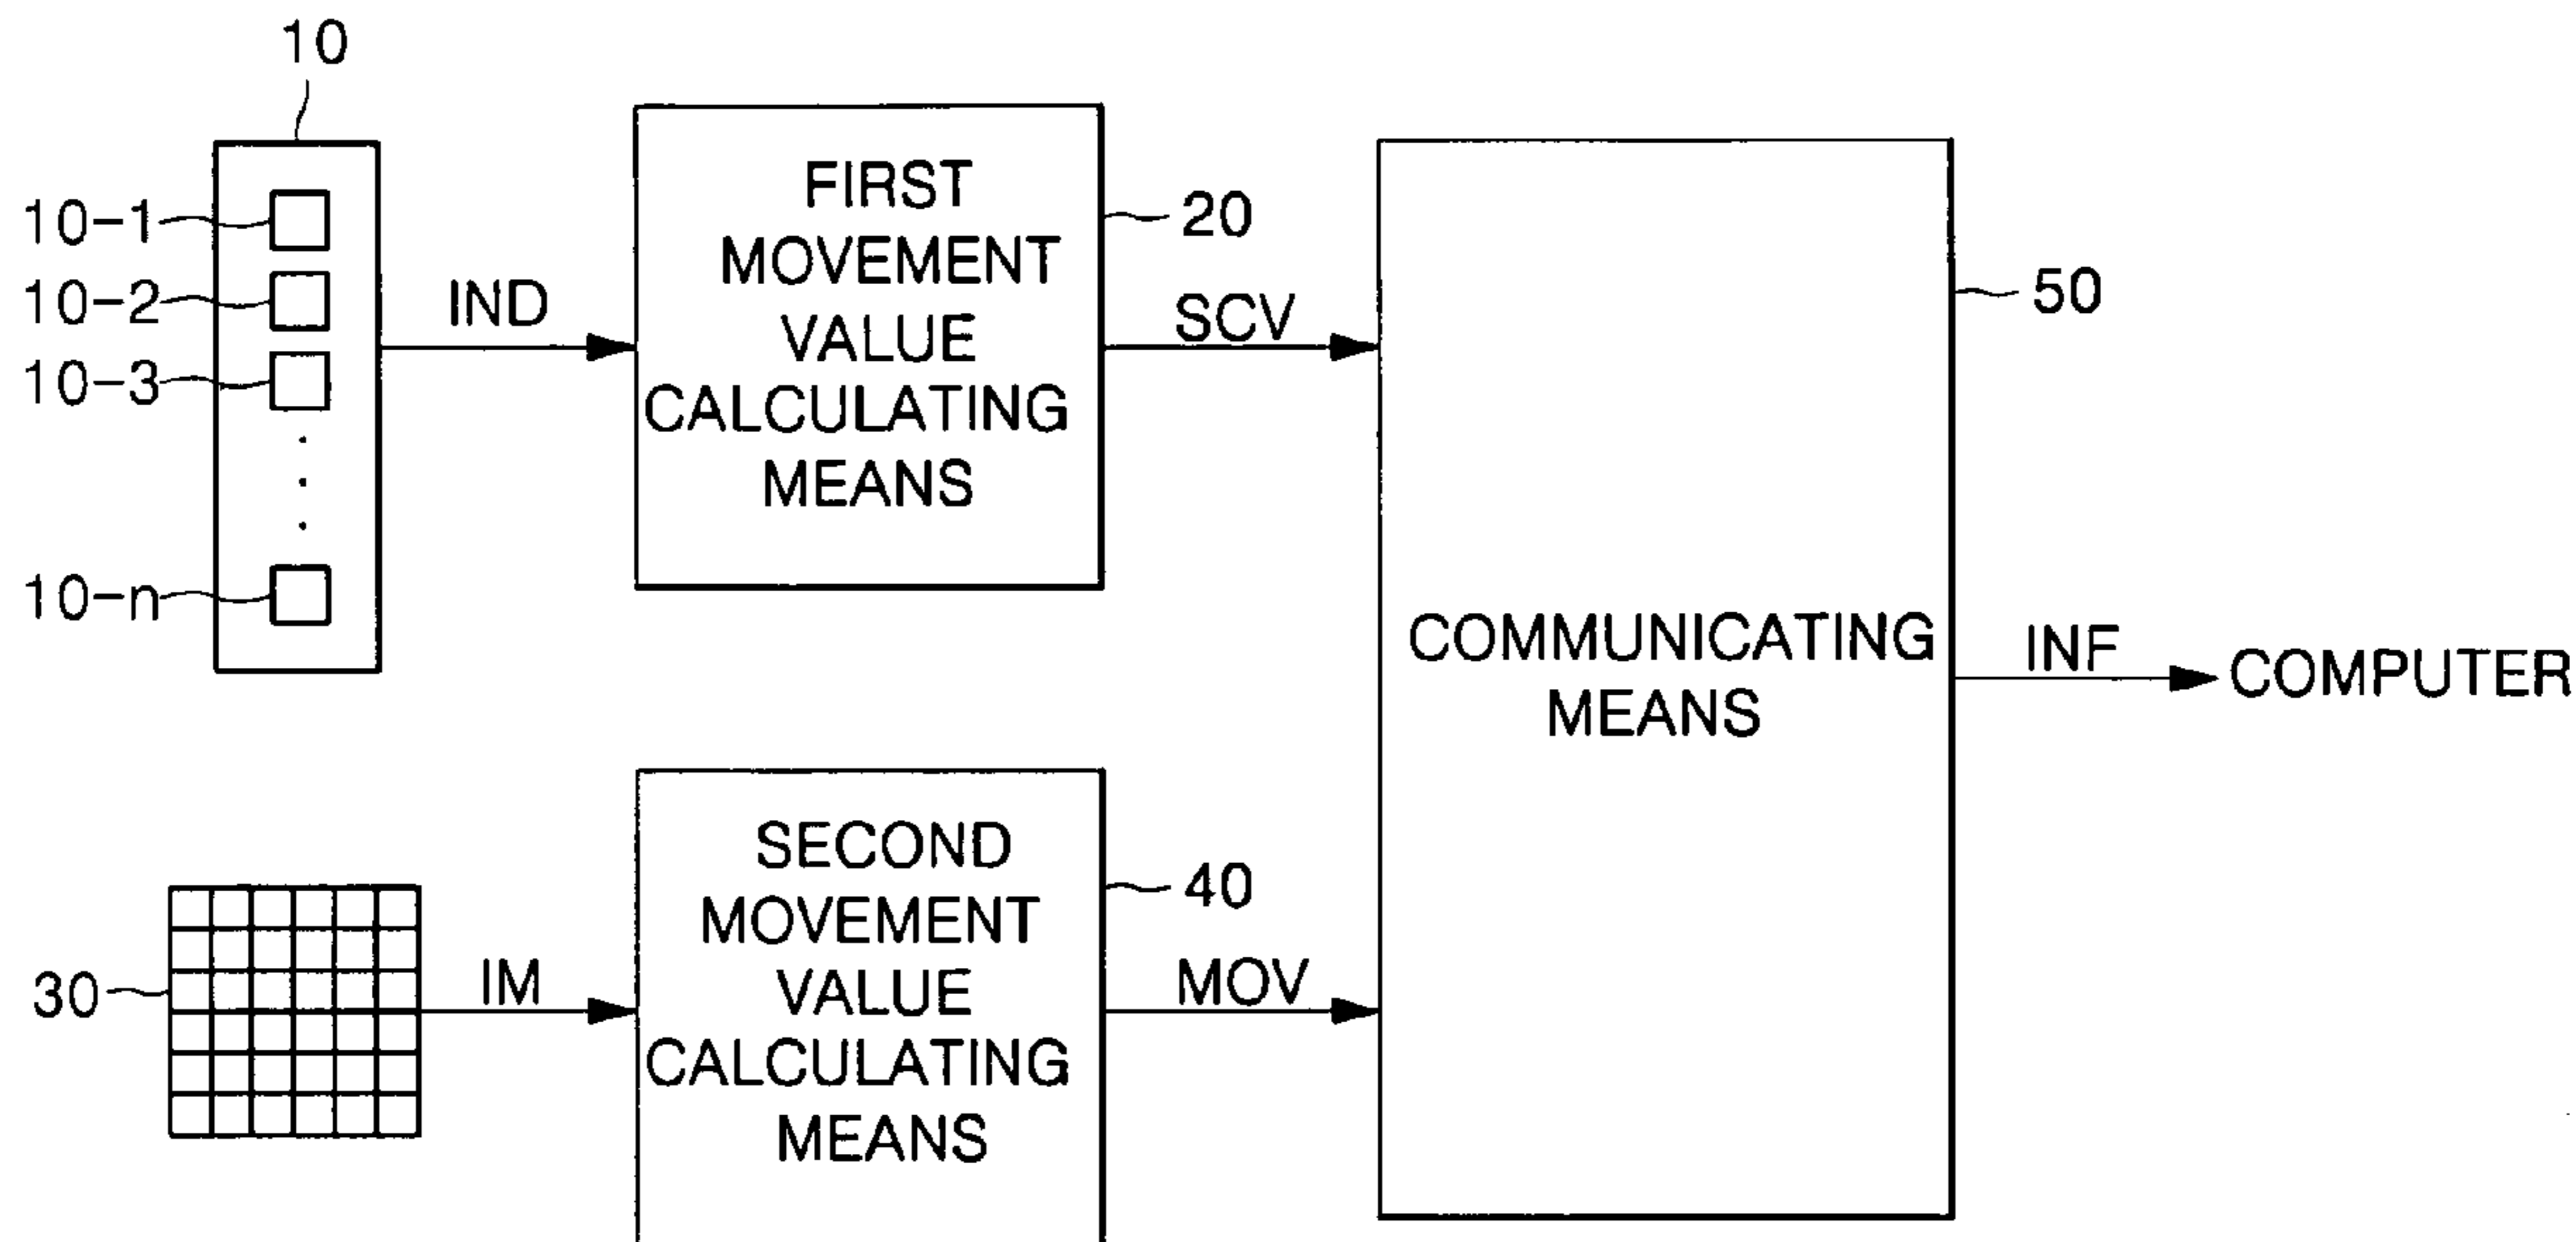 10
10-1
10-2
10-3
10-n
IND
FIRST
MOVEMENT
VALUE
CALCULATING
MEANS
20
SCV
30
IM
SECOND
MOVEMENT
VALUE
CALCULATING
MEANS
40
MOV
COMMUNICATING
MEANS
50
INF
COMPUTER